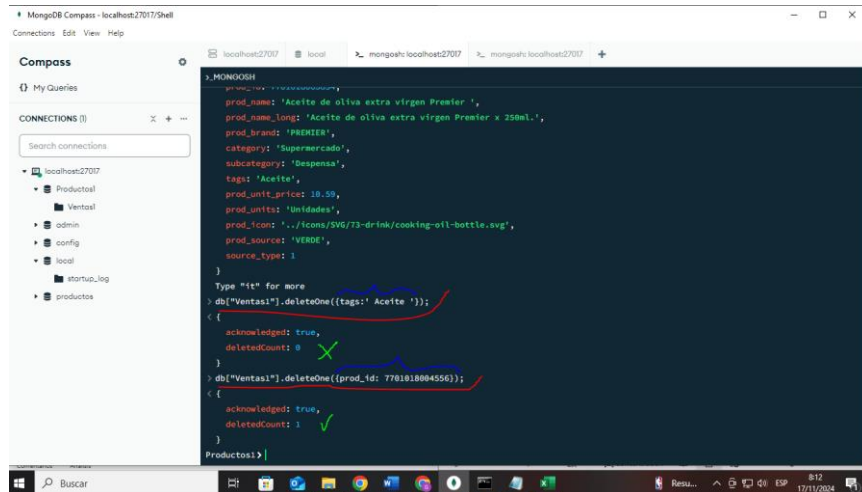 MongoDB Compass - localhost:27017/Shell
Connections Edit View Help
Compass
{} My Queries
CONNECTIONS (1)
Search connections
localhost:27017
Productos1
Ventas1
admin
config
local
startup_log
productos
localhost:27017 local >_ mongosh: localhost:27017 >_ mongosh: localhost:27017 +
>_MONGOSH
prod_name: 'Aceite de oliva extra virgen Premier ',
prod_name_long: 'Aceite de oliva extra virgen Premier x 250ml.',
prod_brand: 'PREMIER',
category: 'Supermercado',
subcategory: 'Despensa',
tags: 'Aceite',
prod_unit_price: 10.59,
prod_units: 'Unidades',
prod_icon: '../icons/SVG/73-drink/cooking-oil-bottle.svg',
prod_source: 'VERDE',
source_type: 1
}
Type "it" for more
> db["Ventas1"].deleteOne({tags:' Aceite '});
< {
acknowledged: true,
deletedCount: 0
}
> db["Ventas1"].deleteOne({prod_id: 7701018004556});
< {
acknowledged: true,
deletedCount: 1
}
Productos1>
Buscar
Resu...
ESP
8:12
17/11/2024